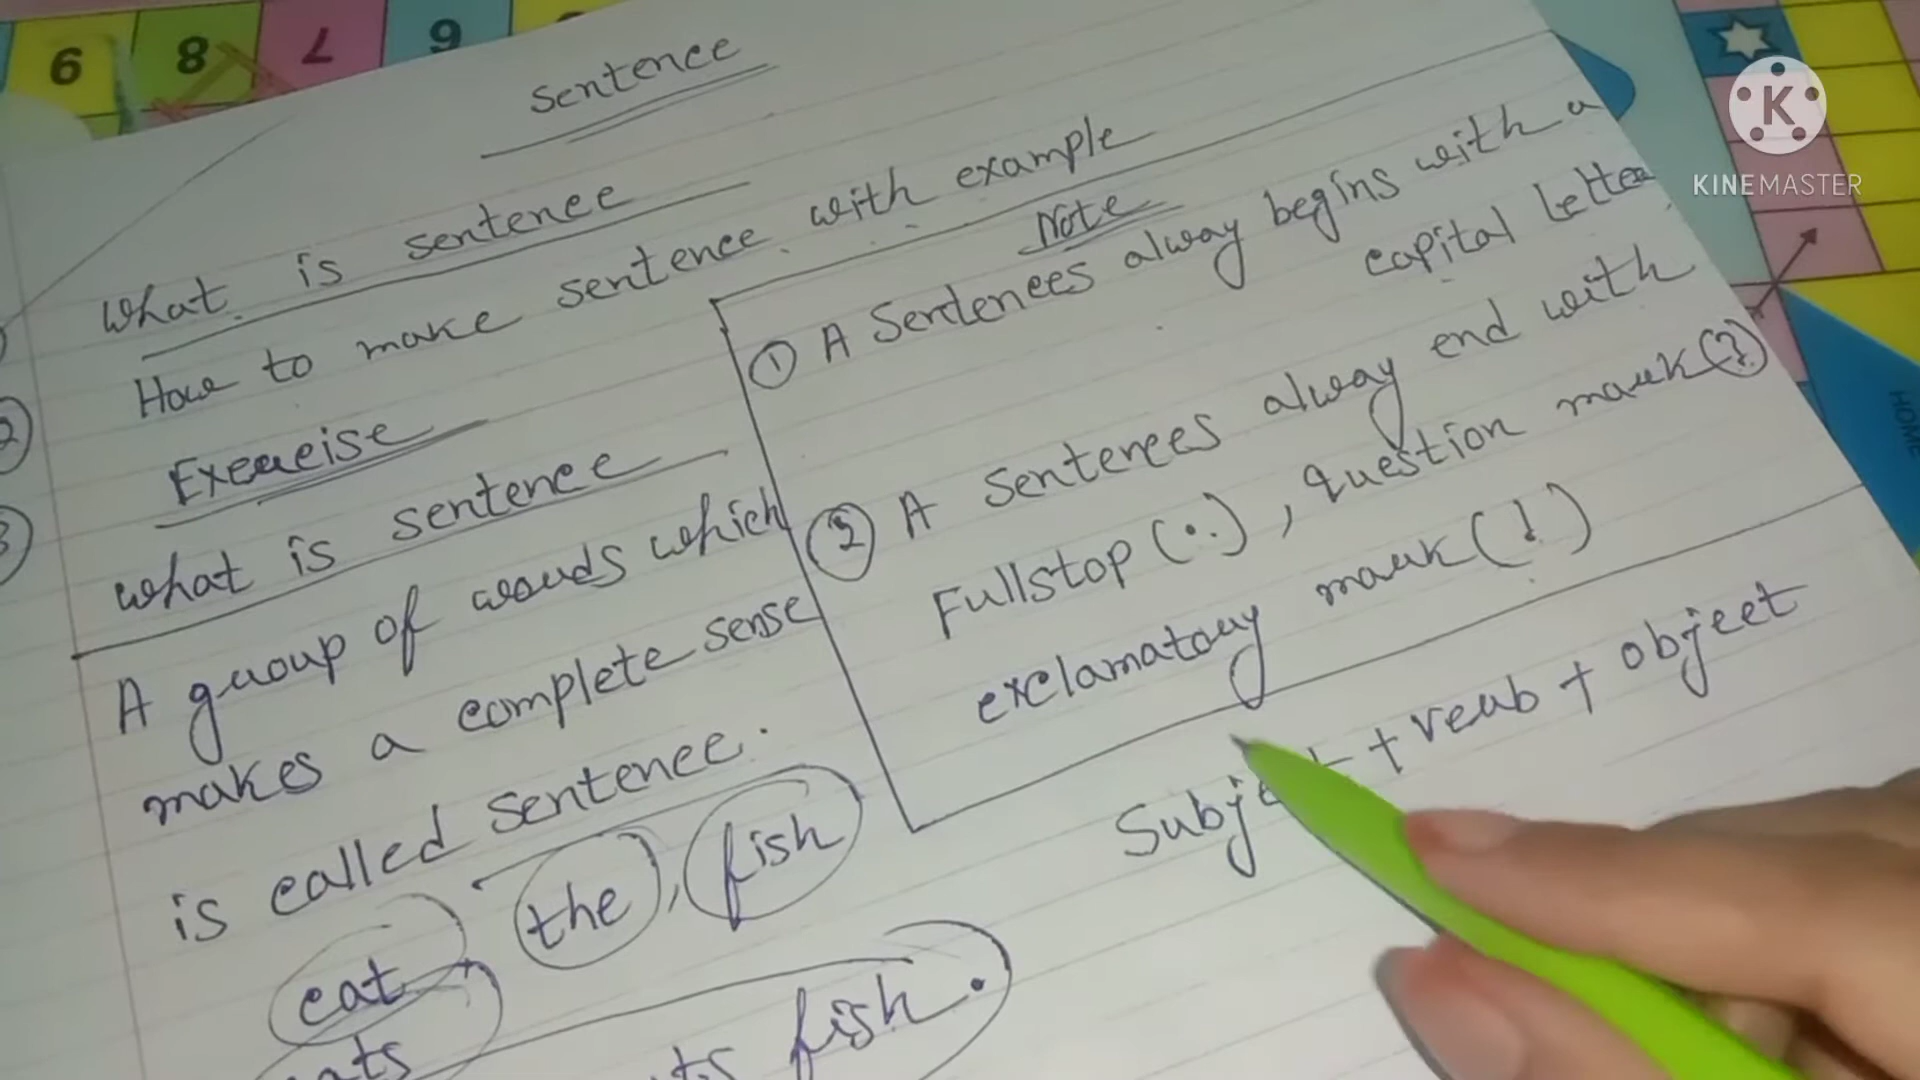 9 8 7 6
Sentence
What is sentence
How to make sentence with example
Exercise
what is sentence
A group of words which
makes a complete sense
is called sentence.
eat the, fish
fish.
Note
① A Sentences alway begins with a
capital letter
② A Sentences alway end with
Fullstop (.), question mark (?)
exclamatory mark (!)
Subject + verb + object
K
KINEMASTER
HOME